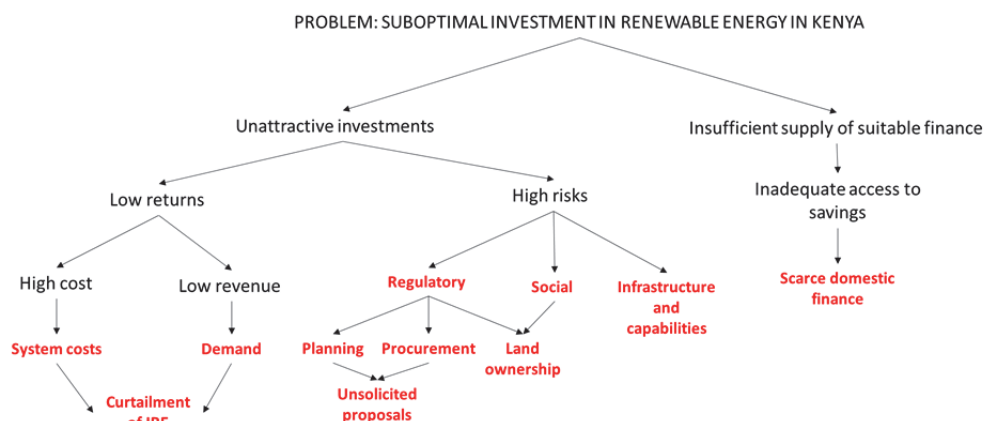 PROBLEM: SUBOPTIMAL INVESTMENT IN RENEWABLE ENERGY IN KENYA
Unattractive investments
Insufficient supply of suitable finance
Low returns
High risks
Inadequate access to
savings
High cost
Low revenue
Regulatory
Social
Infrastructure
and
capabilities
Scarce domestic
finance
System costs
Demand
Planning
Procurement
Land
ownership
Curtailment
Unsolicited
proposals